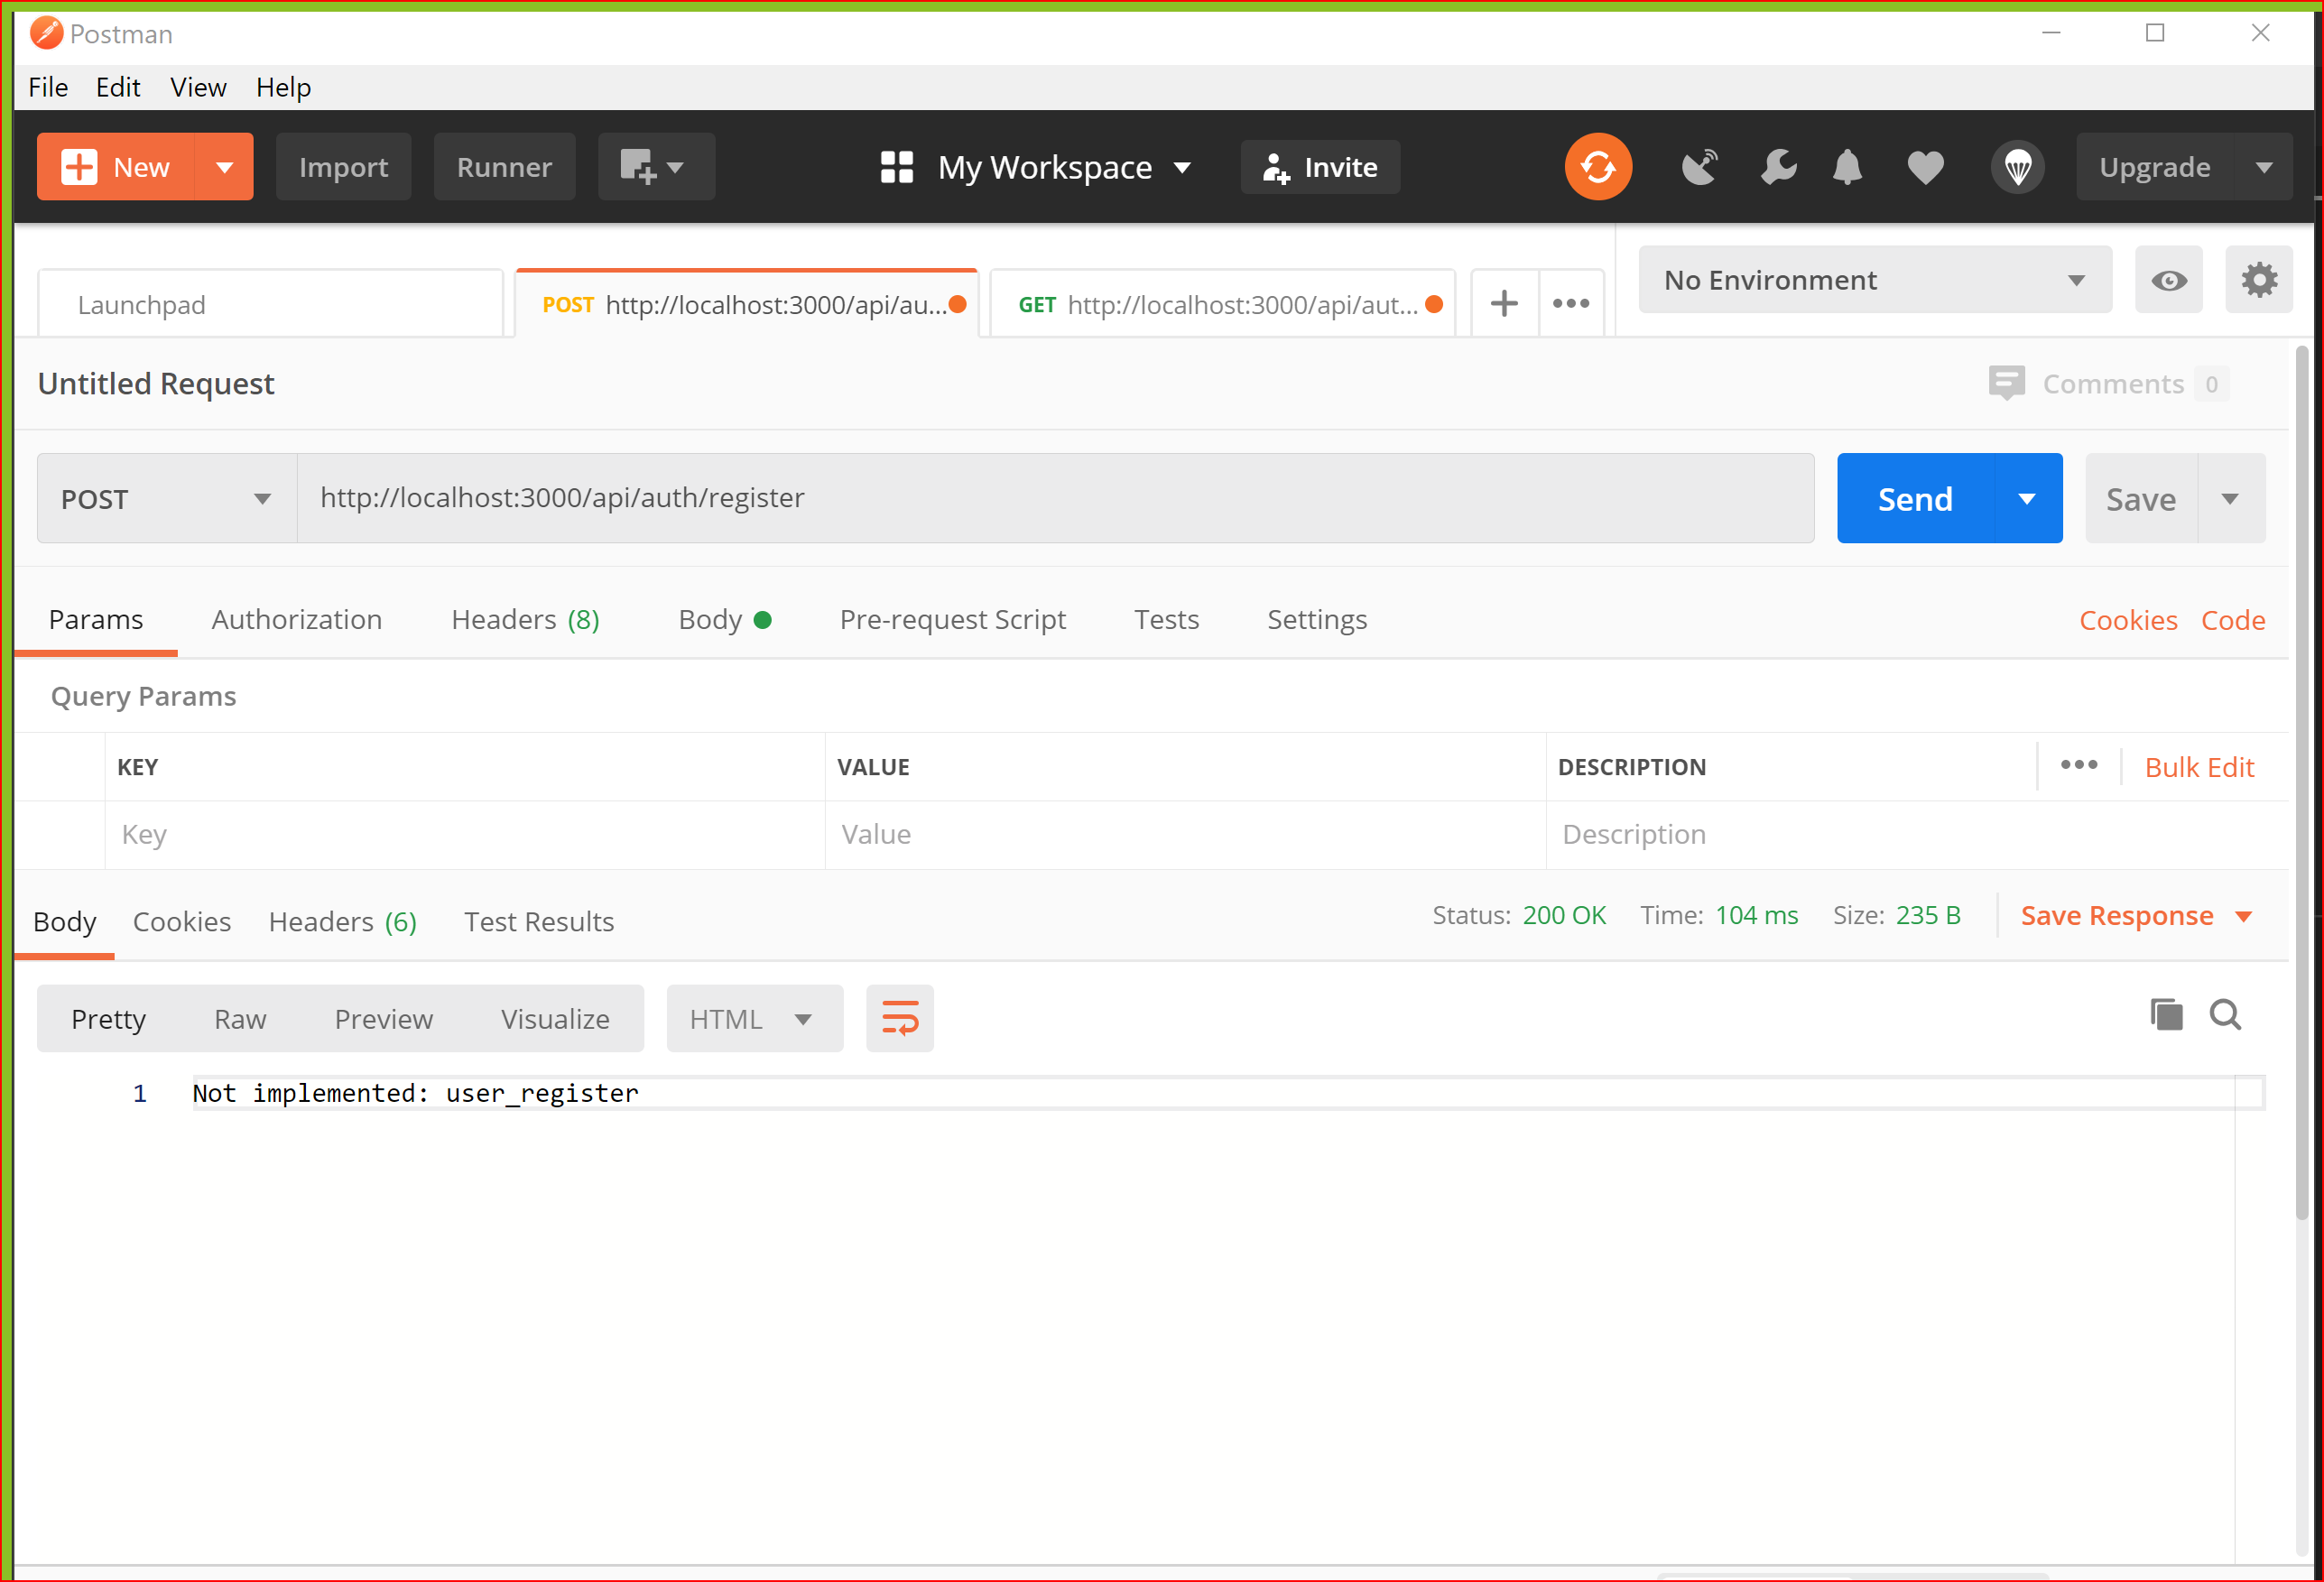 Postman
File Edit View Help
New Import Runner My Workspace Invite Upgrade
Launchpad POST http://localhost:3000/api/au... GET http://localhost:3000/api/aut... No Environment
Untitled Request Comments 0
POST http://localhost:3000/api/auth/register Send Save
Params Authorization Headers (8) Body Pre-request Script Tests Settings Cookies Code
Query Params
KEY VALUE DESCRIPTION Bulk Edit
Key Value Description
Body Cookies Headers (6) Test Results Status: 200 OK Time: 104 ms Size: 235 B Save Response
Pretty Raw Preview Visualize HTML
1 Not implemented: user_register